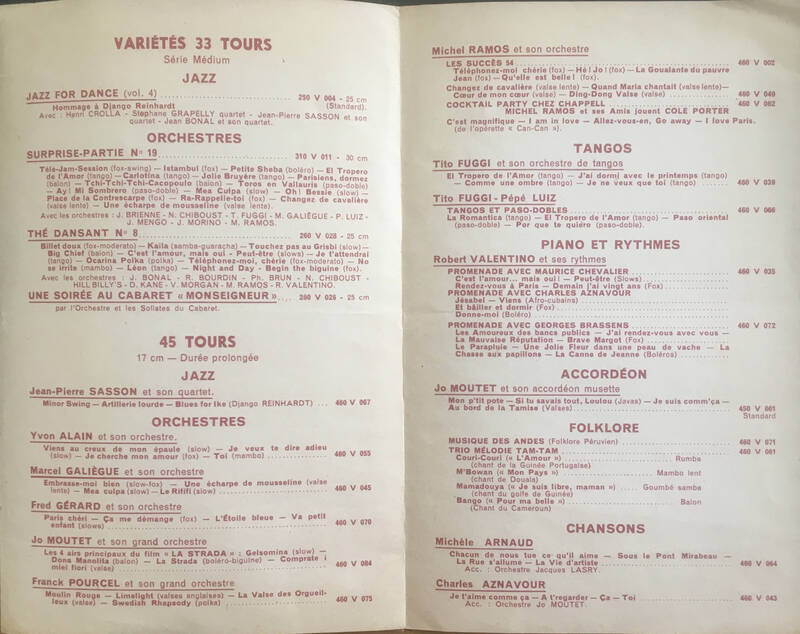 VARIÉTÉS 33 TOURS
Série Médium
JAZZ
JAZZ FOR DANCE (vol. 4) 250 V 004 - 25 cm
Hommage à Django Reinhardt (Standard).
Avec : Henri CROLLA - Stéphane GRAPELLY quartet - Jean-Pierre SASSON et son
quartet - Jean BONAL et son quartet.
ORCHESTRES
SURPRISE-PARTIE N° 19 310 V 011 - 30 cm
Télé-Jam-Session (fox-swing) — Istambul (fox) — Petite Sheba (boléro) — El Tropero
de l'Amor (tango) — Carlotina (tango) — Jolie Bruyère (tango) — Parisiens, dormez
(baion) — Tchi-Tchi-Tchi-Cacopoulo (baion) — Toros en Vallauris (paso-doble)
— Ay! Mi Sombrero (paso-doble) — Mea Culpa (slow) — Oh! Bessie (slow) —
Place de la Contrescarpe (fox) — Ra-Rappelle-toi (fox) — Changez de cavalière
(valse lente) — Une écharpe de mousseline (valse lente).
Avec les orchestres : J. BRIENNE - N. CHIBOUST - T. FUGGI - M. GALIÈGUE - P. LUIZ -
J. MENGO - J. MORINO - M. RAMOS.
THÉ DANSANT N° 8 260 V 028 - 25 cm
Billet doux (fox-moderato) — Kaila (samba-guaracha) — Touchez pas au Grisbi (slow) —
Big Chief (baion) — C'est l'amour, mais oui - Peut-être (slows) — Je t'attendrai
(tango) — Ocarina Polka (polka) — Téléphonez-moi, chérie (fox-moderato) — No
se irrite (mambo) — Léon (tango) — Night and Day - Begin the biguine (fox).
Avec les orchestres : J. BONAL - R. BOURDIN - Ph. BRUN - N. CHIBOUST -
HILL BILLY'S - D. KANE - V. MORGAN - M. RAMOS - R. VALENTINO.
UNE SOIRÉE AU CABARET « MONSEIGNEUR » 260 V 026 - 25 cm
par l'Orchestre et les Solistes du Cabaret.
45 TOURS
17 cm — Durée prolongée
JAZZ
Jean-Pierre SASSON et son quartet.
Minor Swing — Artillerie lourde — Blues for Ike (Django REINHARDT) ... 460 V 067
ORCHESTRES
Yvon ALAIN et son orchestre.
Viens au creux de mon épaule (slow) — Je veux te dire adieu
(slow) — Je cherche mon amour (fox) — Toi (mambo) 460 V 055
Marcel GALIÈGUE et son orchestre
Embrasse-moi bien (slow-fox) — Une écharpe de mousseline (valse
lente) — Mea culpa (slow) — Le Rififi (slow) 460 V 045
Fred GÉRARD et son orchestre
Paris chéri — Ça me démange (fox) — L'Étoile bleue — Va petit
enfant (slows) 460 V 070
Jo MOUTET et son grand orchestre
Les 4 airs principaux du film « LA STRADA » : Gelsomina (slow) —
Dona Manolita (baion) — La Strada (boléro-biguine) — Comprate i
miei fiori (valse) 460 V 084
Franck POURCEL et son grand orchestre
Moulin Rouge — Limelight (valses anglaises) — La Valse des Orgueil-
leux (valse) — Swedish Rhapsody (polka) 460 V 075
Michel RAMOS et son orchestre
LES SUCCÈS 54 460 V 002
Téléphonez-moi chérie (fox) — Hé ! Jo ! (fox) — La Goualante du pauvre
Jean (fox) — Qu'elle est belle ! (fox).
Changez de cavalière (valse lente) — Quand Maria chantait (valse lente)—
Cœur de mon cœur (valse) — Ding-Dong Valse (valse) 460 V 049
COCKTAIL PARTY CHEZ CHAPPELL 460 V 062
MICHEL RAMOS et ses Amis jouent COLE PORTER
C'est magnifique — I am in love — Allez-vous-en, Go away — I love Paris.
(de l'opérette « Can-Can »).
TANGOS
Tito FUGGI et son orchestre de tangos
El Tropero de l'Amor (tango) — J'ai dormi avec le printemps (tango)
— Comme une ombre (tango) — Je ne veux que toi (tango) 460 V 039
Tito FUGGI - Pépé LUIZ
TANGOS ET PASO-DOBLES 460 V 066
La Romantica (tango) — El Tropero de l'Amor (tango) — Paso oriental
(paso-doble) — Por que te quiéro (paso-doble).
PIANO ET RYTHMES
Robert VALENTINO et ses rythmes
PROMENADE AVEC MAURICE CHEVALIER 460 V 035
C'est l'amour... mais oui — Peut-être (Slows)
Rendez-vous à Paris — Demain j'ai vingt ans (Fox)
PROMENADE AVEC CHARLES AZNAVOUR
Jézabel — Viens (Afro-cubains)
Et bâiller et dormir (Fox)
Donne-moi (Boléro)
PROMENADE AVEC GEORGES BRASSENS 460 V 072
Les Amoureux des bancs publics — J'ai rendez-vous avec vous —
La Mauvaise Réputation — Brave Margot (Fox)
Le Parapluie — Une Jolie Fleur dans une peau de vache — La
Chasse aux papillons — La Canne de Jeanne (Boléros)
ACCORDÉON
Jo MOUTET et son accordéon musette
Mon p'tit pote — Si tu savais tout, Loulou (Javas) — Je suis comm'ça —
Au bord de la Tamise (Valses) 450 V 001
Standard
FOLKLORE
MUSIQUE DES ANDES (Folklore Péruvien) 460 V 071
TRIO MÉLODIE TAM-TAM 460 V 061
Couri-Couri (« L'Amour ») Rumba
(chant de la Guinée Portugaise)
M'Bowan (« Mon Pays ») Mambo lent
(chant de Douala)
Mamadouya (« Je suis libre, maman ») Goumbé samba
(chant du golfe de Guinée)
Bango (« Pour ma belle ») Baion
(Chant du Cameroun)
CHANSONS
Michèle ARNAUD
Chacun de nous tue ce qu'il aime — Sous le Pont Mirabeau —
La Rue s'allume — La Vie d'artiste 460 V 064
Acc. : Orchestre Jacques LASRY.
Charles AZNAVOUR
Je t'aime comme ça — A t'regarder — Ça — Toi 460 V 043
Acc. : Orchestre Jo MOUTET.